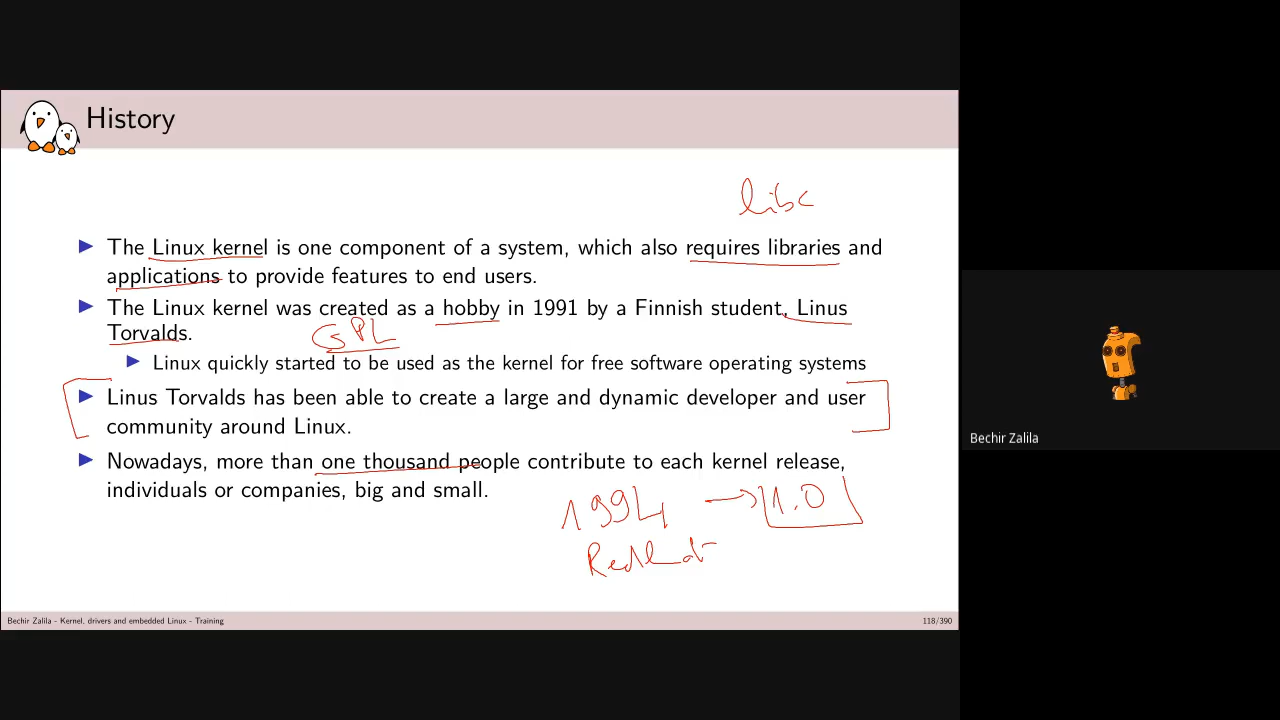 History
libc
▶ The Linux kernel is one component of a system, which also requires libraries and
applications to provide features to end users.
▶ The Linux kernel was created as a hobby in 1991 by a Finnish student, Linus
Torvalds.
GPL
▶ Linux quickly started to be used as the kernel for free software operating systems
▶ Linus Torvalds has been able to create a large and dynamic developer and user
community around Linux.
▶ Nowadays, more than one thousand people contribute to each kernel release,
individuals or companies, big and small.
1994 → 1.0
RedHat
Bechir Zalila - Kernel, drivers and embedded Linux - Training
118/390
Bechir Zalila